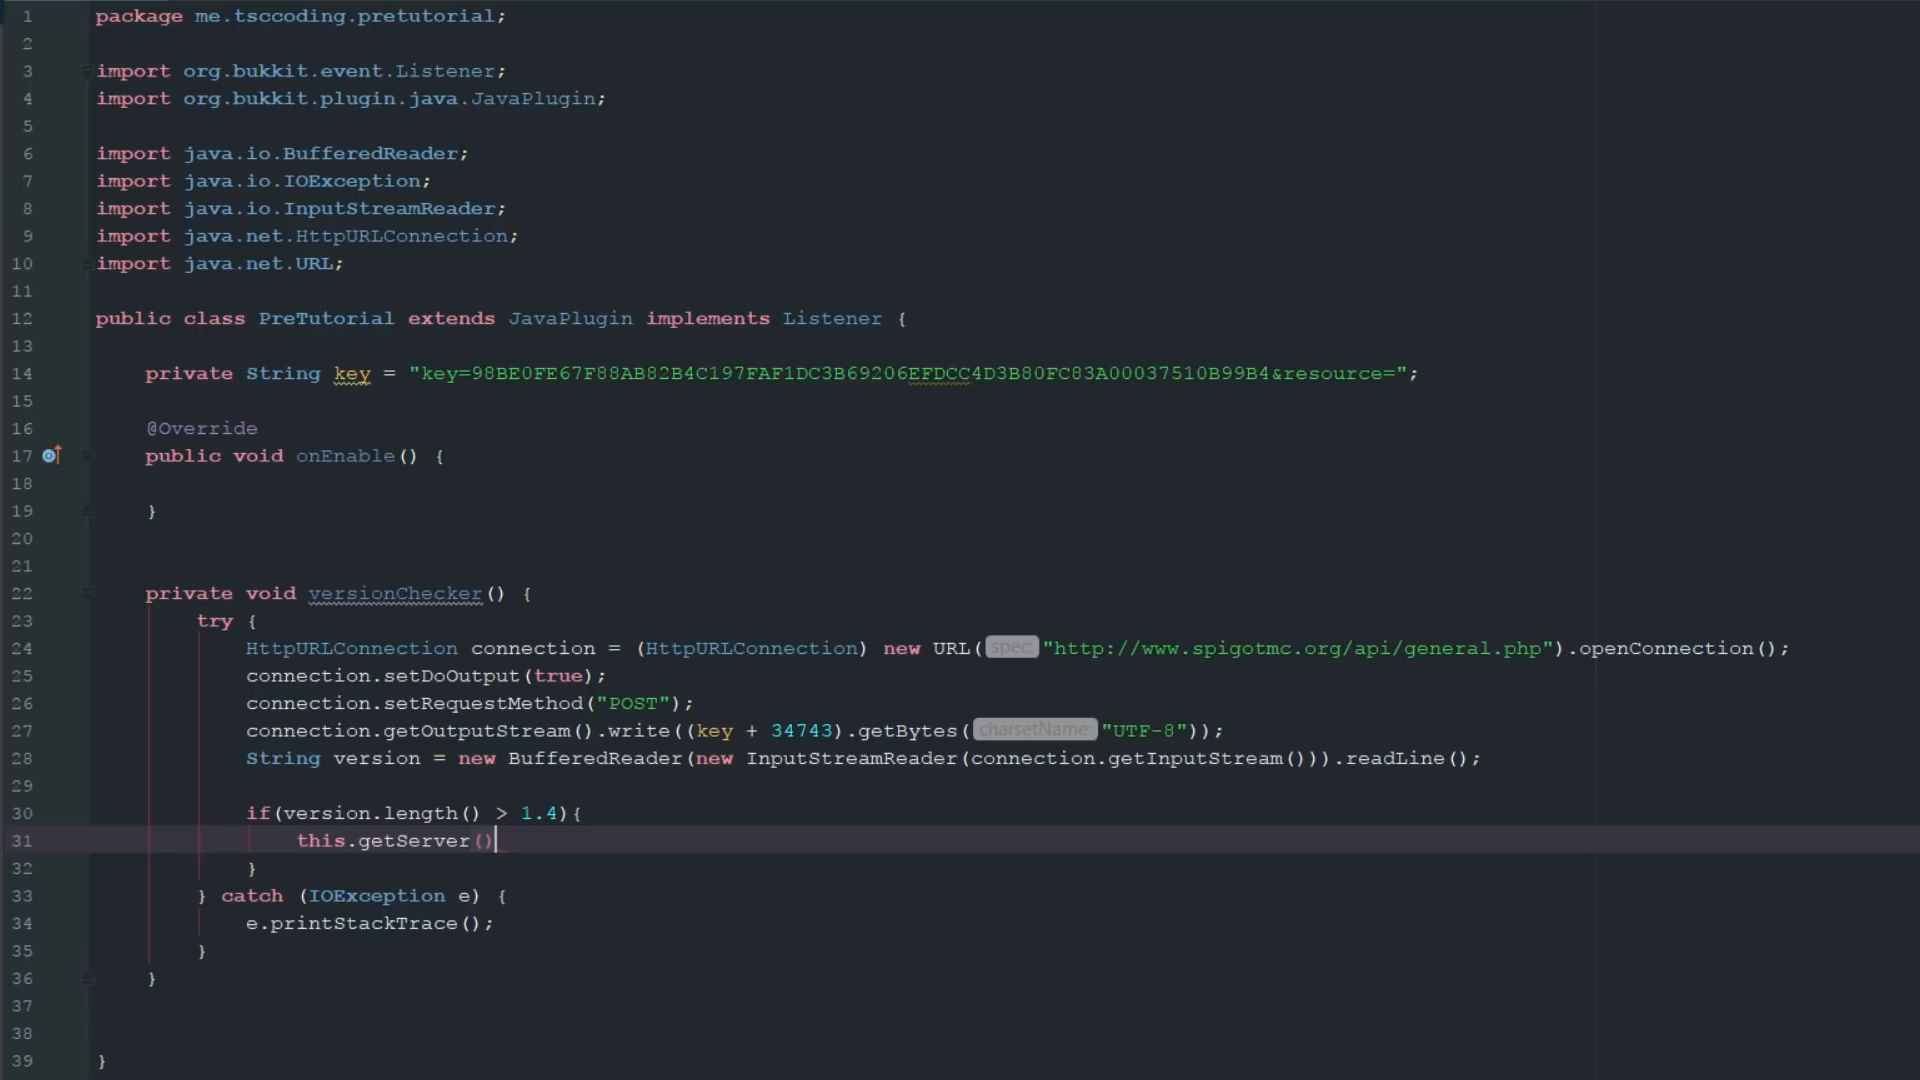 1 package me.tsccoding.pretutorial;
2
3 import org.bukkit.event.Listener;
4 import org.bukkit.plugin.java.JavaPlugin;
5
6 import java.io.BufferedReader;
7 import java.io.IOException;
8 import java.io.InputStreamReader;
9 import java.net.HttpURLConnection;
10 import java.net.URL;
11
12 public class PreTutorial extends JavaPlugin implements Listener {
13
14 private String key = "key=98BE0FE67F88AB82B4C197FAF1DC3B69206EFDCC4D3B80FC83A00037510B99B4&resource=";
15
16 @Override
17 public void onEnable() {
18
19 }
20
21
22 private void versionChecker() {
23 try {
24 HttpURLConnection connection = (HttpURLConnection) new URL( spec: "http://www.spigotmc.org/api/general.php").openConnection();
25 connection.setDoOutput(true);
26 connection.setRequestMethod("POST");
27 connection.getOutputStream().write((key + 34743).getBytes( charsetName: "UTF-8"));
28 String version = new BufferedReader(new InputStreamReader(connection.getInputStream())).readLine();
29
30 if(version.length() > 1.4){
31 this.getServer()
32 }
33 } catch (IOException e) {
34 e.printStackTrace();
35 }
36 }
37
38
39 }